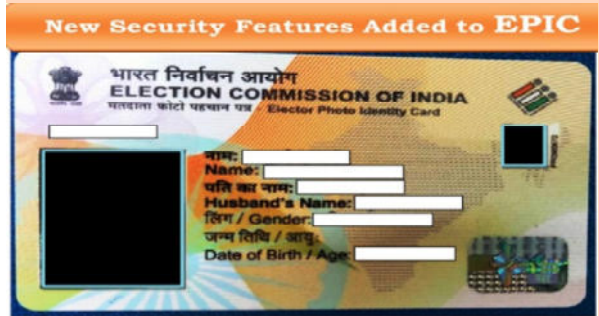 New Security Features Added to EPIC
भारत निर्वाचन आयोग
ELECTION COMMISSION OF INDIA
मतदाता फोटो पहचान पत्र - Elector Photo Identity Card
नाम:
Name:
पति का नाम:
Husband's Name:
लिंग / Gender:
जन्म तिथि / आयु:
Date of Birth / Age: